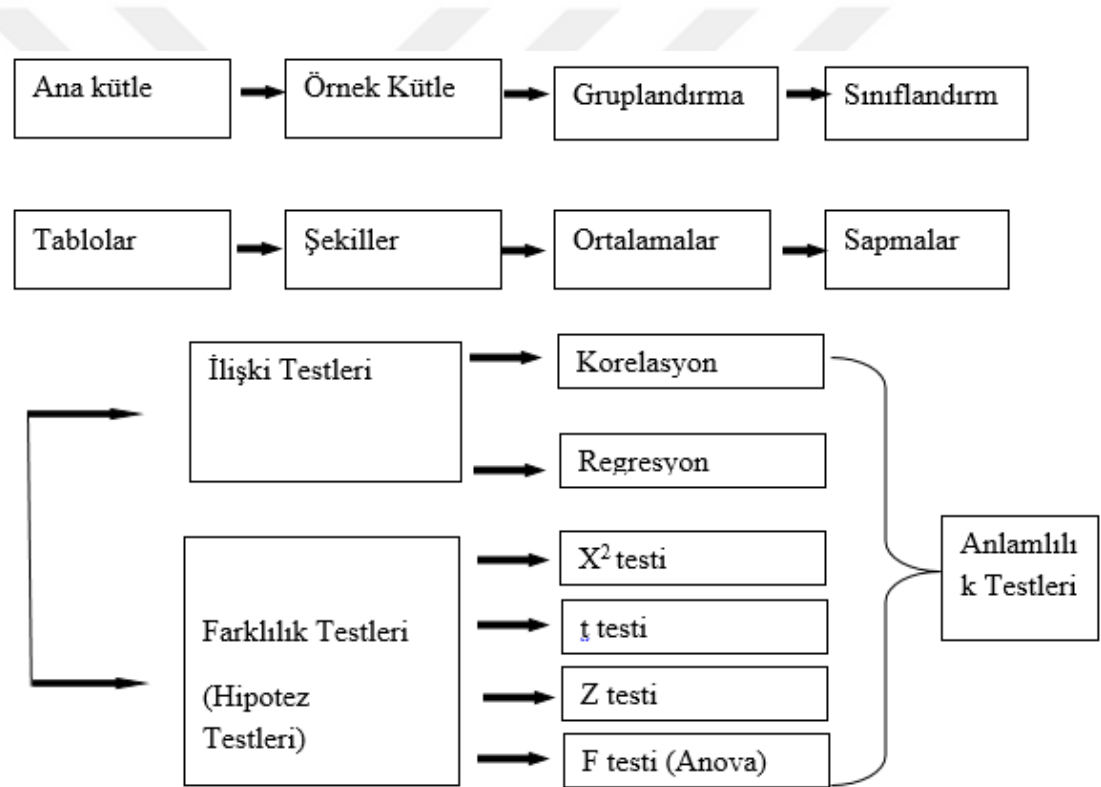 Ana kütle
Örnek Kütle
Gruplandırma
Sınıflandırm
Tablolar
Şekiller
Ortalamalar
Sapmalar
İlişki Testleri
Korelasyon
Regresyon
Farklılık Testleri
(Hipotez
Testleri)
X² testi
t testi
Z testi
F testi (Anova)
Anlamlılı
k Testleri